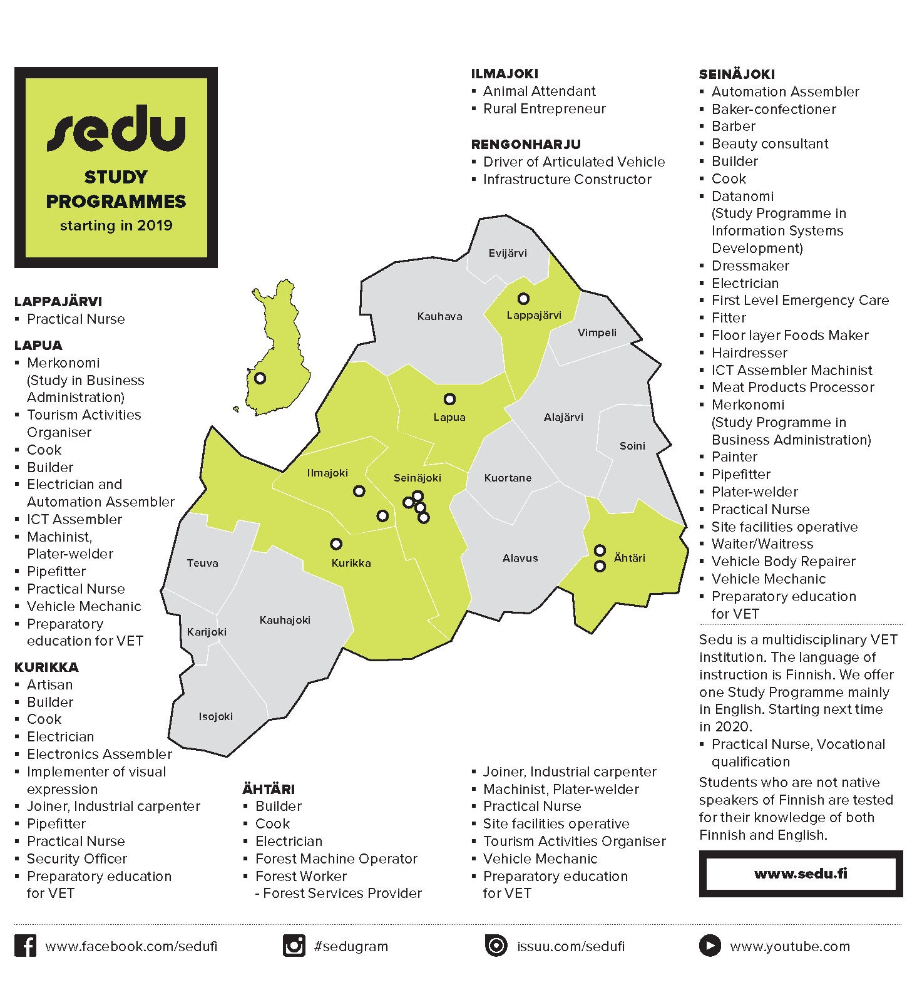 sedu
STUDY
PROGRAMMES
starting in 2019
LAPPAJÄRVI
▪ Practical Nurse
LAPUA
▪ Merkonomi
(Study in Business
Administration)
▪ Tourism Activities
Organiser
▪ Cook
▪ Builder
▪ Electrician and
Automation Assembler
▪ ICT Assembler
▪ Machinist,
Plater-welder
▪ Pipefitter
▪ Practical Nurse
▪ Vehicle Mechanic
▪ Preparatory
education for VET
KURIKKA
▪ Artisan
▪ Builder
▪ Cook
▪ Electrician
▪ Electronics Assembler
▪ Implementer of visual
expression
▪ Joiner, Industrial carpenter
▪ Pipefitter
▪ Practical Nurse
▪ Security Officer
▪ Preparatory education
for VET
ÄHTÄRI
▪ Builder
▪ Cook
▪ Electrician
▪ Forest Machine Operator
▪ Forest Worker
- Forest Services Provider
▪ Joiner, Industrial carpenter
▪ Machinist, Plater-welder
▪ Practical Nurse
▪ Site facilities operative
▪ Tourism Activities Organiser
▪ Vehicle Mechanic
▪ Preparatory education
for VET
ILMAJOKI
▪ Animal Attendant
▪ Rural Entrepreneur
RENGONHARJU
▪ Driver of Articulated Vehicle
▪ Infrastructure Constructor
Evijärvi
Kauhava
Lappajärvi
Vimpeli
Lapua
Alajärvi
Soini
Ilmajoki
Seinäjoki
Kuortane
Teuva
Kurikka
Alavus
Ähtäri
Kauhajoki
Karijoki
Isojoki
SEINÄJOKI
▪ Automation Assembler
▪ Baker-confectioner
▪ Barber
▪ Beauty consultant
▪ Builder
▪ Cook
▪ Datanomi
(Study Programme in
Information Systems
Development)
▪ Dressmaker
▪ Electrician
▪ First Level Emergency Care
▪ Fitter
▪ Floor layer Foods Maker
▪ Hairdresser
▪ ICT Assembler Machinist
▪ Meat Products Processor
▪ Merkonomi
(Study Programme in
Business Administration)
▪ Painter
▪ Pipefitter
▪ Plater-welder
▪ Practical Nurse
▪ Site facilities operative
▪ Waiter/Waitress
▪ Vehicle Body Repairer
▪ Vehicle Mechanic
▪ Preparatory education
for VET
Sedu is a multidisciplinary VET
institution. The language of
instruction is Finnish. We offer
one Study Programme mainly
in English. Starting next time
in 2020.
▪ Practical Nurse, Vocational
qualification
Students who are not native
speakers of Finnish are tested
for their knowledge of both
Finnish and English.
www.sedu.fi
www.facebook.com/sedufi
#sedugram
issuu.com/sedufi
www.youtube.com